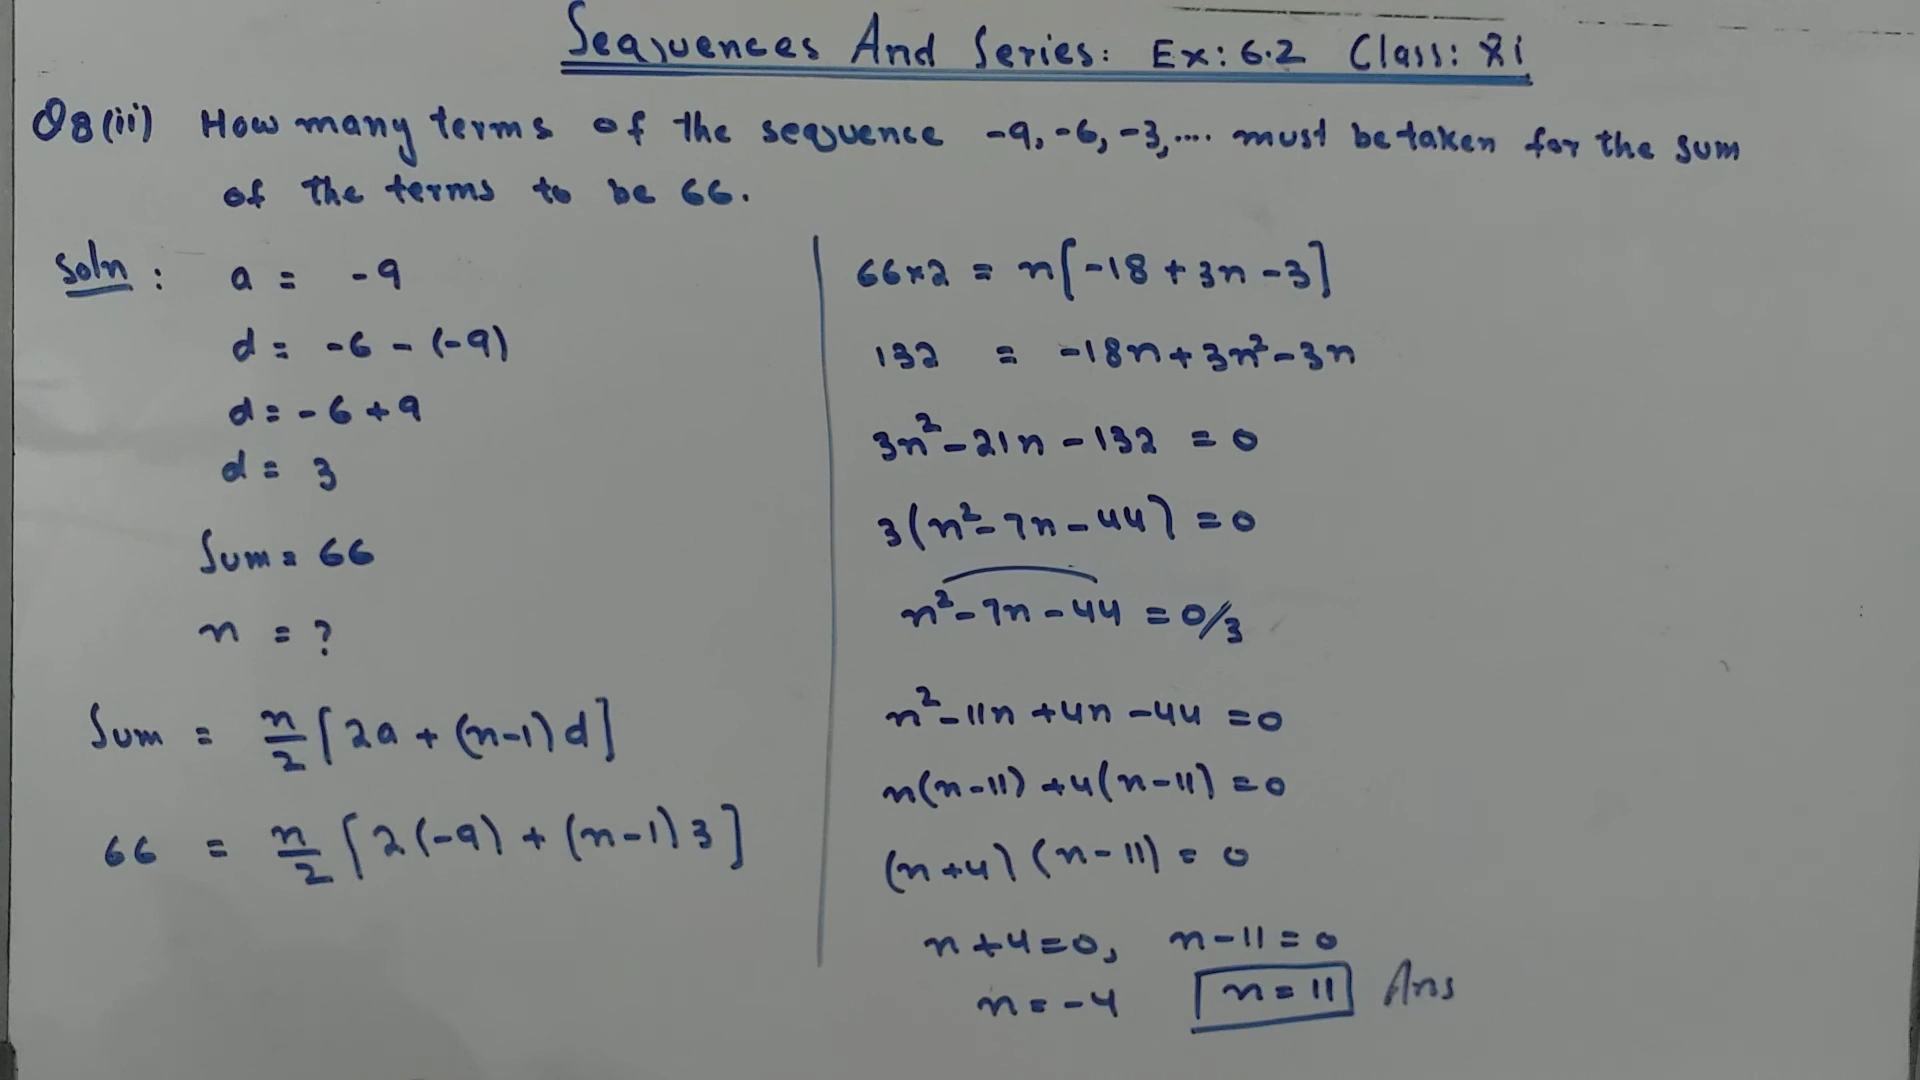 Sequences And Series: Ex: 6.2 Class: XI
Q8(ii) How many terms of the sequence -9, -6, -3, .... must be taken for the sum
of the terms to be 66.
Soln : a = -9
d = -6 - (-9)
d = -6 + 9
d = 3
Sum = 66
n = ?
Sum = n/2 [2a + (n-1) d]
66 = n/2 [2(-9) + (n-1) 3]
66×2 = n[-18 + 3n - 3]
132 = -18n + 3n² - 3n
3n² - 21n - 132 = 0
3(n² - 7n - 44) = 0
n² - 7n - 44 = 0/3
n² - 11n + 4n - 44 = 0
n(n-11) + 4(n-11) = 0
(n+4) (n-11) = 0
n + 4 = 0, n - 11 = 0
n = -4 n = 11 Ans